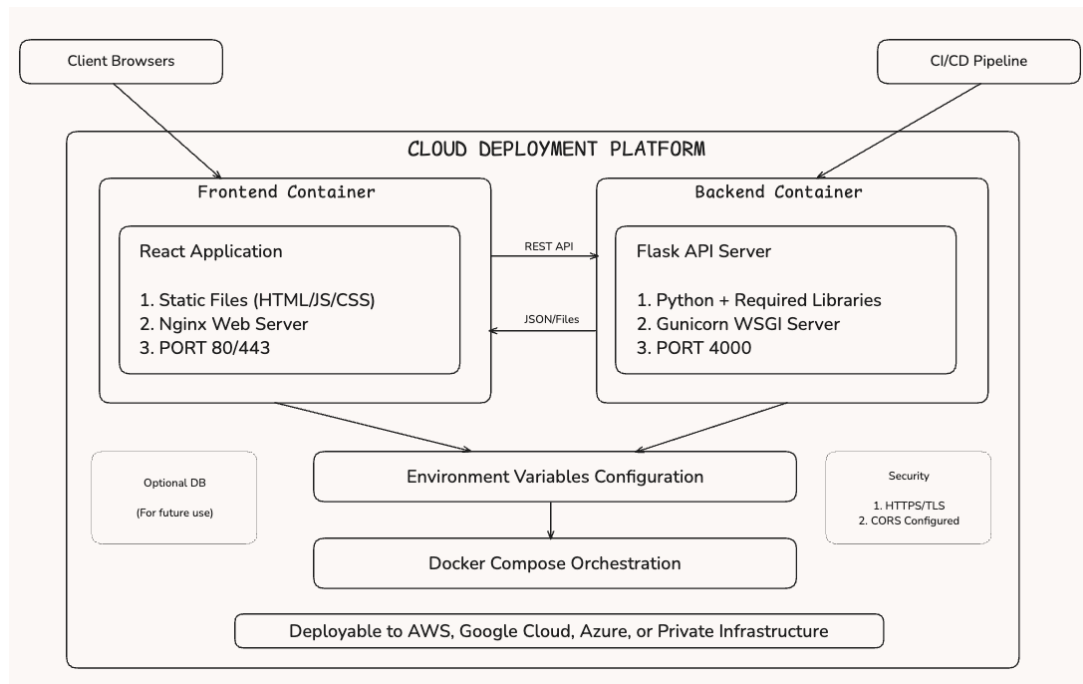 Client Browsers
CI/CD Pipeline
CLOUD DEPLOYMENT PLATFORM
Frontend Container
React Application
1. Static Files (HTML/JS/CSS)
2. Nginx Web Server
3. PORT 80/443
REST API
JSON/Files
Backend Container
Flask API Server
1. Python + Required Libraries
2. Gunicorn WSGI Server
3. PORT 4000
Optional DB
(For future use)
Environment Variables Configuration
Security
1. HTTPS/TLS
2. CORS Configured
Docker Compose Orchestration
Deployable to AWS, Google Cloud, Azure, or Private Infrastructure